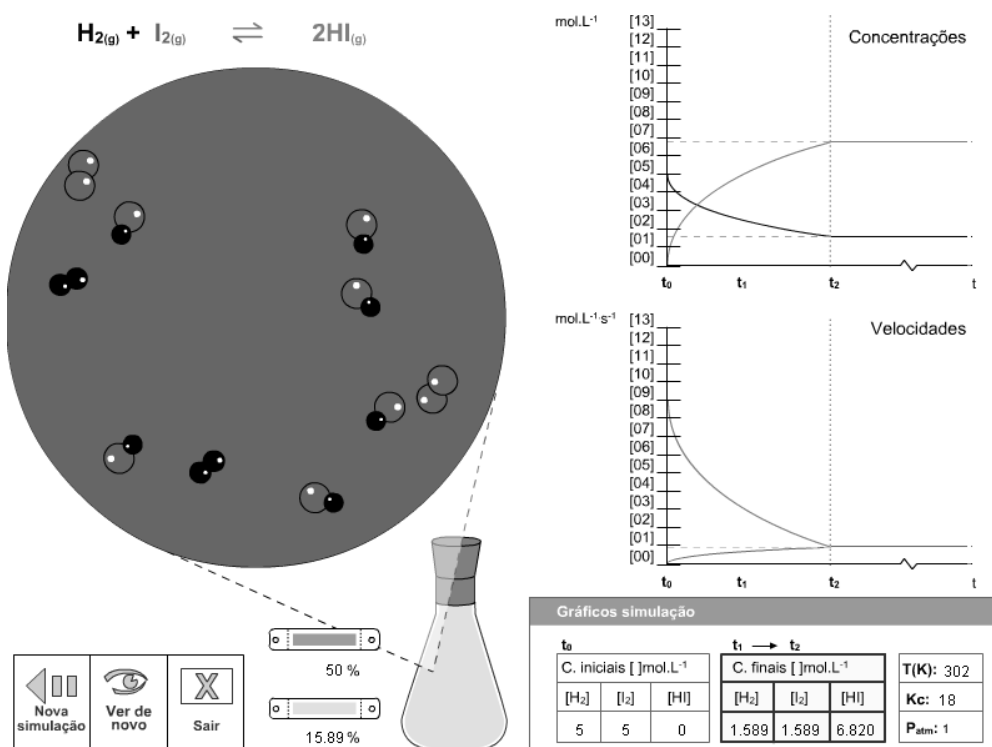 H₂(g) + I₂(g) ⇌ 2HI(g)
mol.L⁻¹
Concentrações
[13]
[12]
[11]
[10]
[09]
[08]
[07]
[06]
[05]
[04]
[03]
[02]
[01]
[00]
t₀ t₁ t₂ t
mol.L⁻¹·s⁻¹
Velocidades
[13]
[12]
[11]
[10]
[09]
[08]
[07]
[06]
[05]
[04]
[03]
[02]
[01]
[00]
t₀ t₁ t₂ t
50 %
15.89 %
Nova simulação
Ver de novo
X
Sair
Gráficos simulação
t₀
C. iniciais [ ]mol.L⁻¹
[H₂] [I₂] [HI]
5 5 0
t₁ → t₂
C. finais [ ]mol.L⁻¹
[H₂] [I₂] [HI]
1.589 1.589 6.820
T(K): 302
Kc: 18
Patm: 1